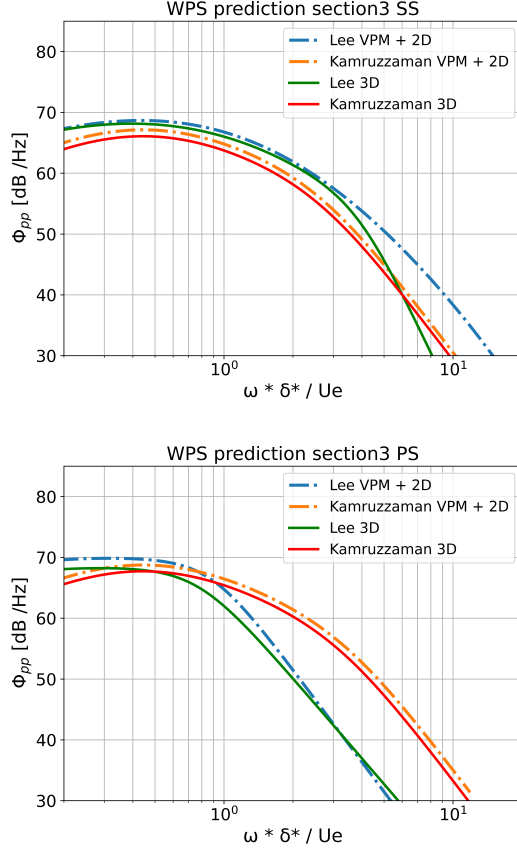 WPS prediction section3 SS
Lee VPM + 2D
Kamruzzaman VPM + 2D
Lee 3D
Kamruzzaman 3D
80
70
60
50
40
30
Φpp [dB /Hz]
10⁰ 10¹
ω * δ* / Ue
WPS prediction section3 PS
Lee VPM + 2D
Kamruzzaman VPM + 2D
Lee 3D
Kamruzzaman 3D
80
70
60
50
40
30
Φpp [dB /Hz]
10⁰ 10¹
ω * δ* / Ue